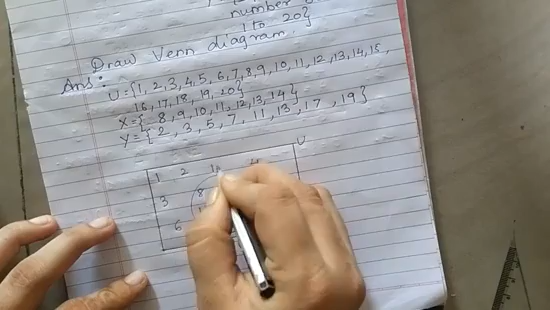 number
1 to 20}
Draw Venn diagram.
Ans:
U={1, 2, 3, 4, 5, 6, 7, 8, 9, 10, 11, 12, 13, 14, 15,
16, 17, 18, 19, 20}
X={ 8, 9, 10, 11, 12, 13, 14}
Y={ 2, 3, 5, 7, 11, 13, 17, 19}
U
1 2
3 8
6